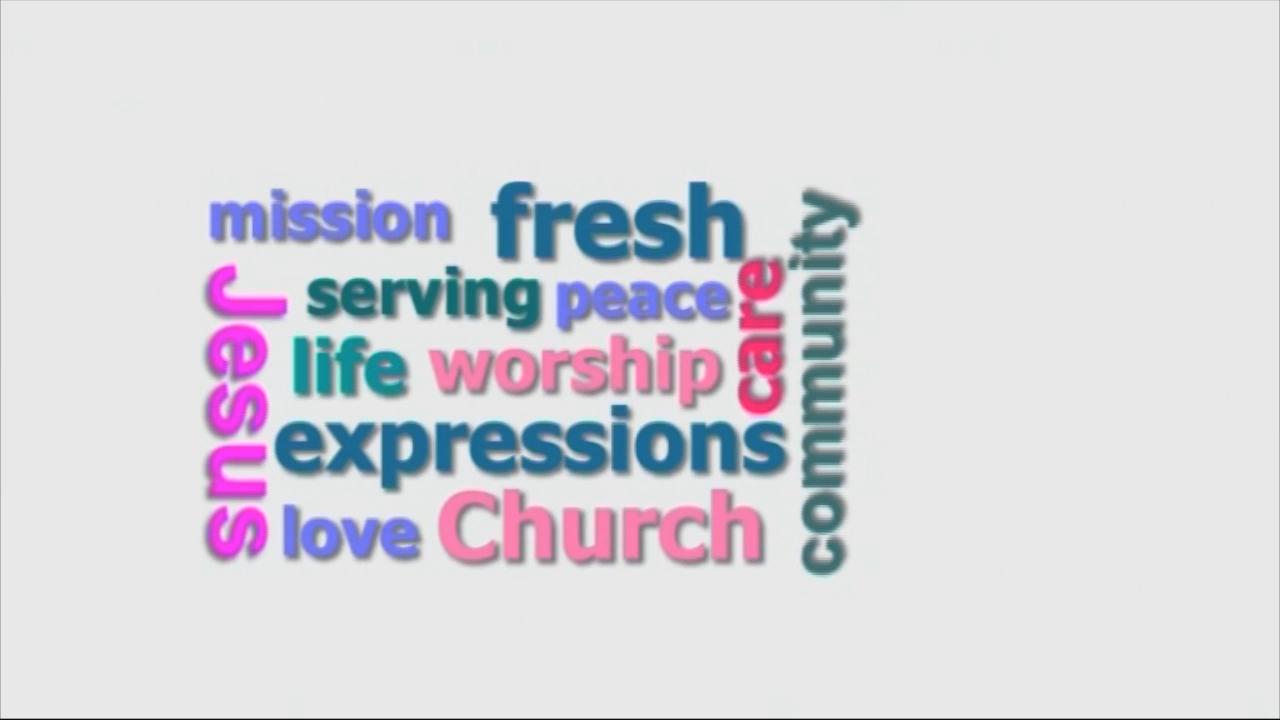 mission fresh
serving peace
life worship
expressions
love Church
Jesus
care
community